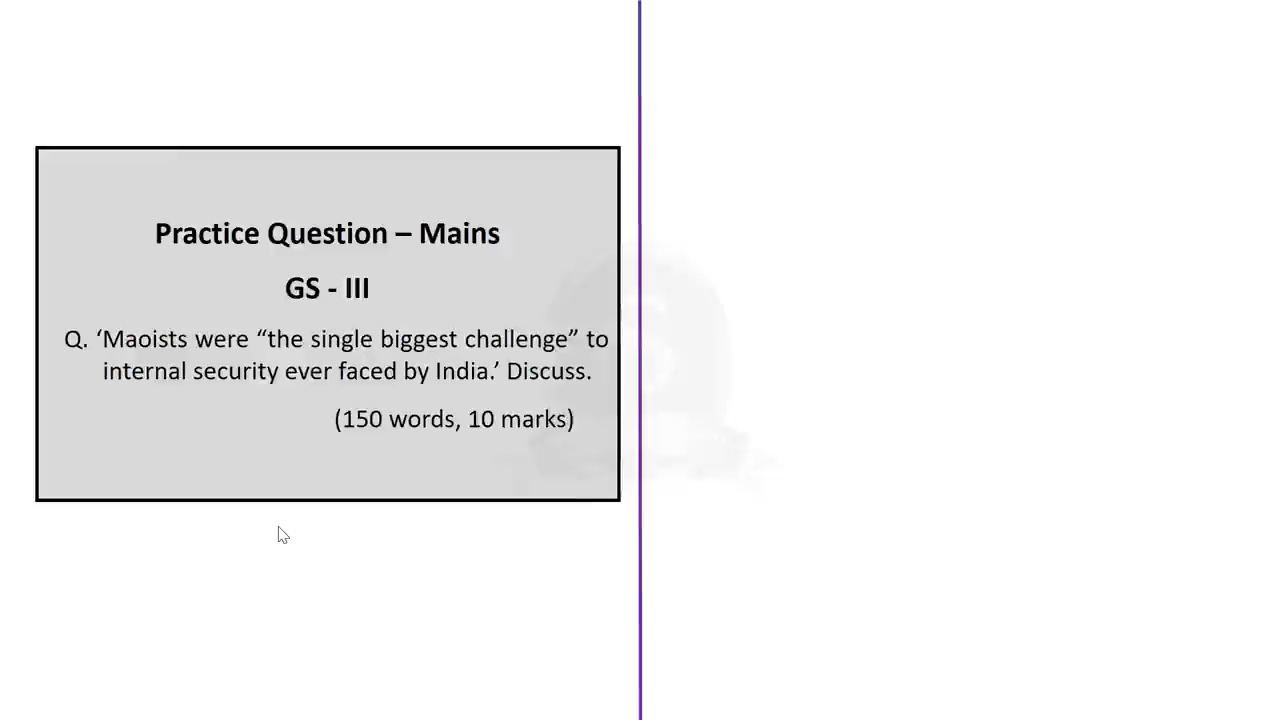 Practice Question – Mains
GS - III
Q. ‘Maoists were “the single biggest challenge” to
internal security ever faced by India.’ Discuss.
(150 words, 10 marks)